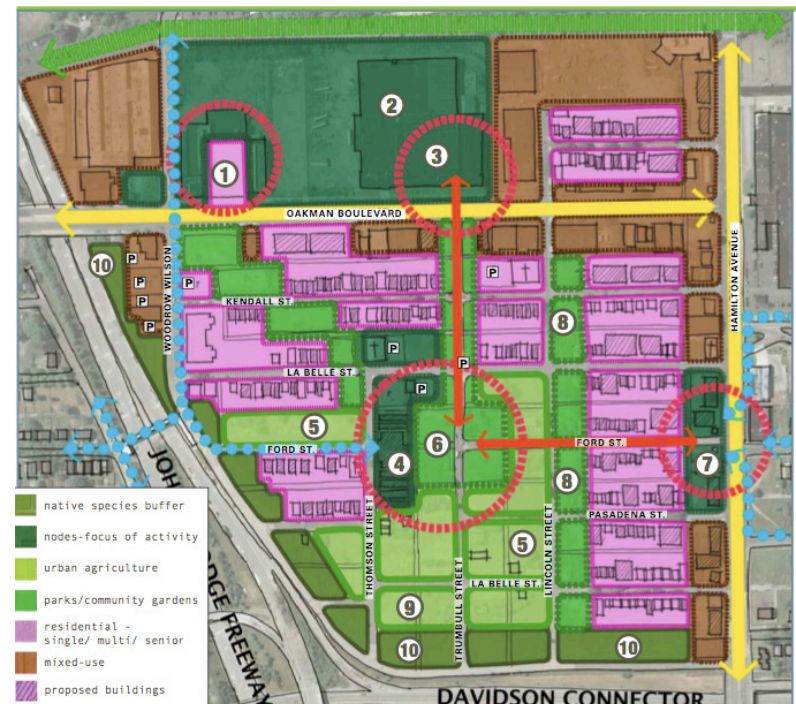 2
3
1
OAKMAN BOULEVARD
10
P
P
P
P
WOODROW WILSON
P
KENDALL ST.
P
HAMILTON AVENUE
8
P
P
LA BELLE ST.
P
5
6
4
FORD ST.
FORD ST.
7
8
PASADENA ST.
JOHN
DODGE FREEWAY
THOMSON STREET
TRUMBULL STREET
LINCOLN STREET
5
LA BELLE ST.
9
10
10
DAVIDSON CONNECTOR
native species buffer
nodes-focus of activity
urban agriculture
parks/community gardens
residential -
single/ multi/ senior
mixed-use
proposed buildings